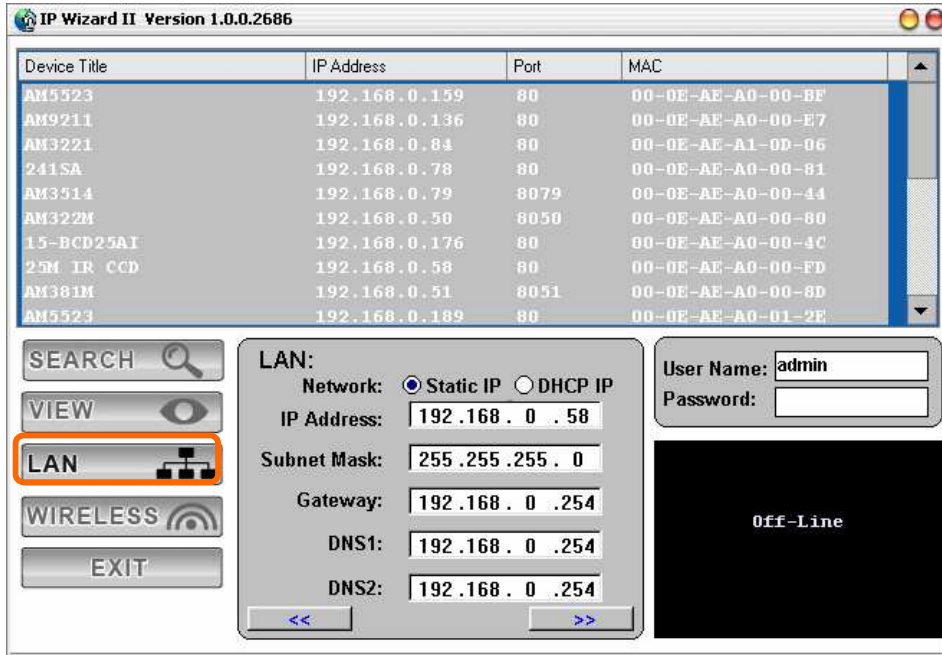 IP Wizard II Version 1.0.0.2686
Device Title IP Address Port MAC
AM5523 192.168.0.159 80 00-0E-AE-A0-00-BF
AM9211 192.168.0.136 80 00-0E-AE-A0-00-E7
AM3221 192.168.0.84 80 00-0E-AE-A1-0D-06
241SA 192.168.0.78 80 00-0E-AE-A0-00-81
AM3514 192.168.0.79 8079 00-0E-AE-A0-00-44
AM322M 192.168.0.50 8050 00-0E-AE-A0-00-80
15-BCD25AI 192.168.0.176 80 00-0E-AE-A0-00-4C
25M IR CCD 192.168.0.58 80 00-0E-AE-A0-00-FD
AM381M 192.168.0.51 8051 00-0E-AE-A0-00-8D
AM5523 192.168.0.189 80 00-0E-AE-A0-01-2E
SEARCH
VIEW
LAN
WIRELESS
EXIT
LAN:
Network: Static IP DHCP IP
IP Address: 192.168. 0 .58
Subnet Mask: 255.255.255. 0
Gateway: 192.168. 0 .254
DNS1: 192.168. 0 .254
DNS2: 192.168. 0 .254
<< >>
User Name: admin
Password:
Off-Line